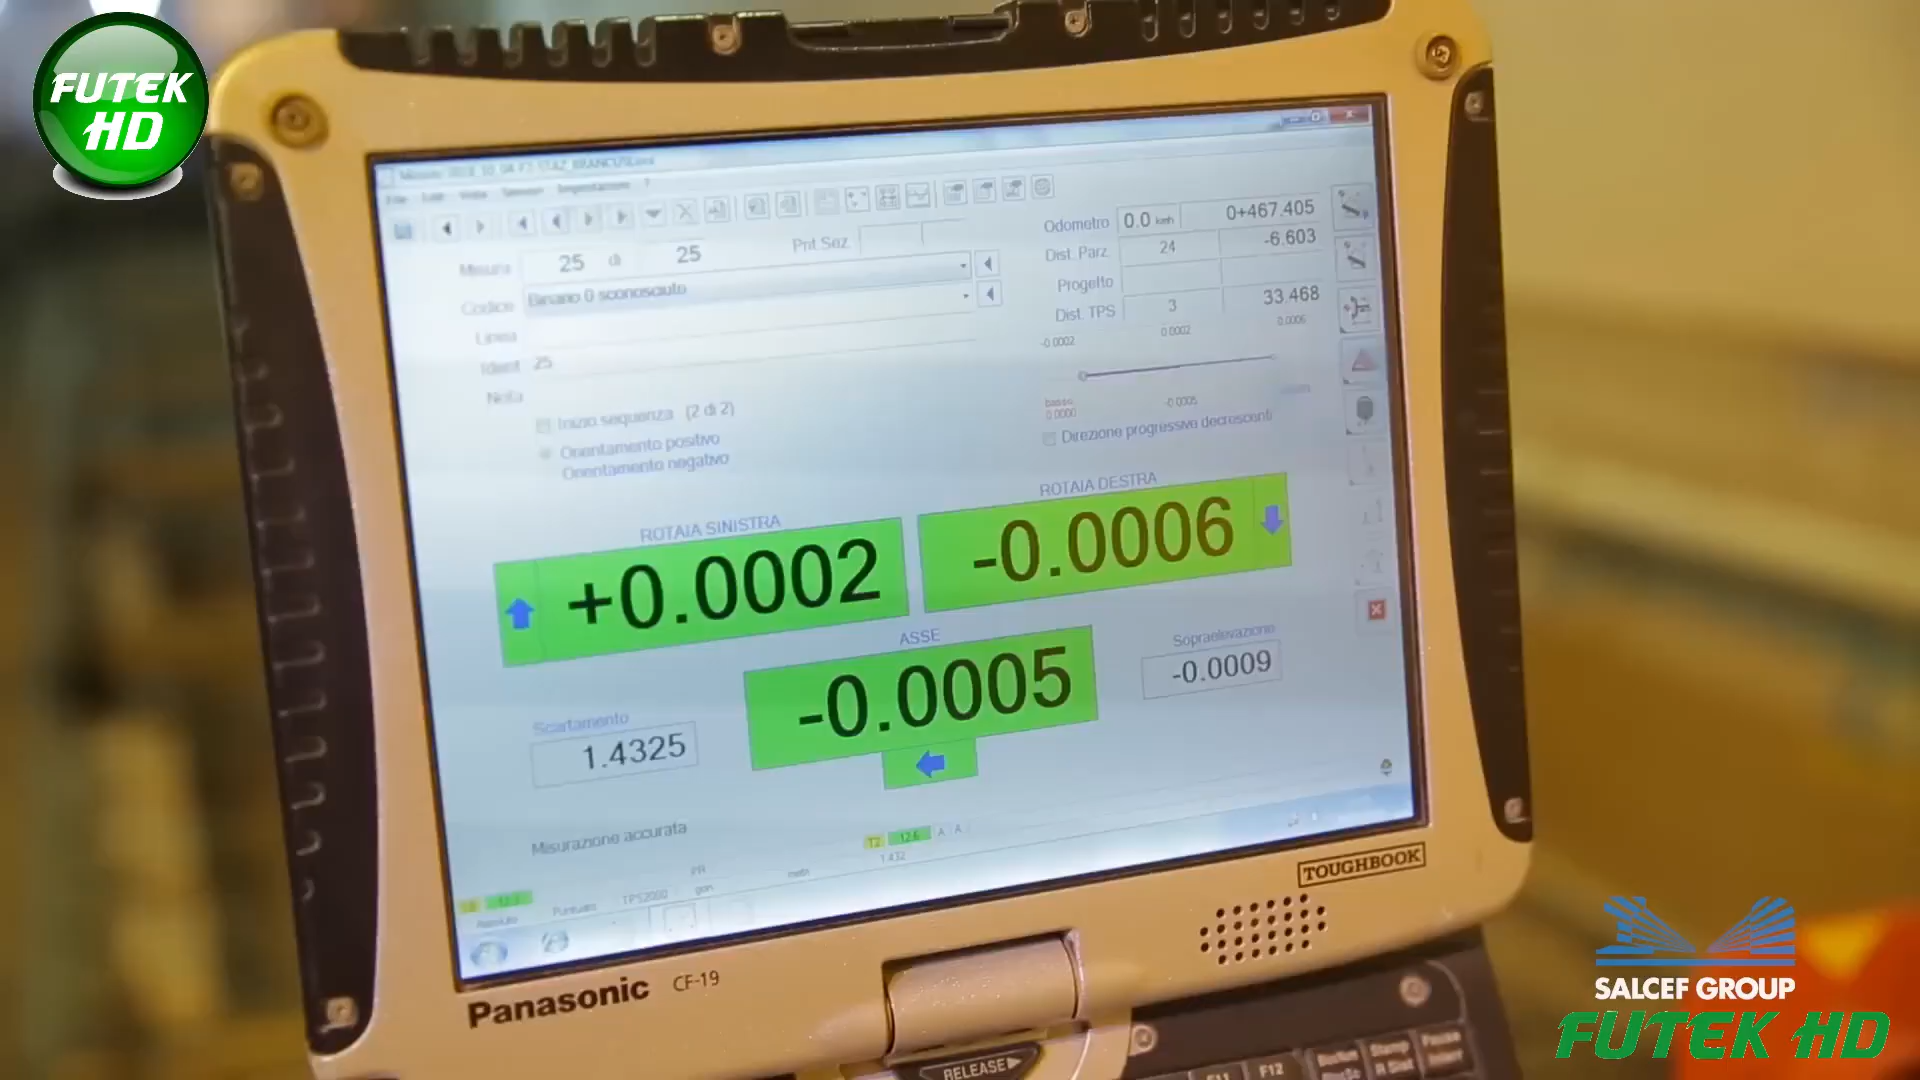 FUTEK
HD
Misura
25 di 25
Pnt Sez.
Codice
Binario 0 sconosciuto
Linea
Ident 25
Nota
Inizio sequenza (2 di 2)
Orientamento positivo
Orientamento negativo
Odometro 0.0 kmh 0+467.405
Dist. Parz. 24 -6.603
Progetto
Dist. TPS 3 33.468
-0.0002 0.0002 0.0006
basso
0.0000 -0.0005
Direzione progressive decrescenti
ROTAIA SINISTRA
+0.0002
ROTAIA DESTRA
-0.0006
ASSE
-0.0005
Sopraelevazione
-0.0009
Scartamento
1.4325
Misurazione accurata
T2 12.6 A A
1.432
PR
gon
TPS2000
Puntuale
Panasonic CF-19
TOUGHBOOK
RELEASE
F11 F12
SALCEF GROUP
FUTEK HD